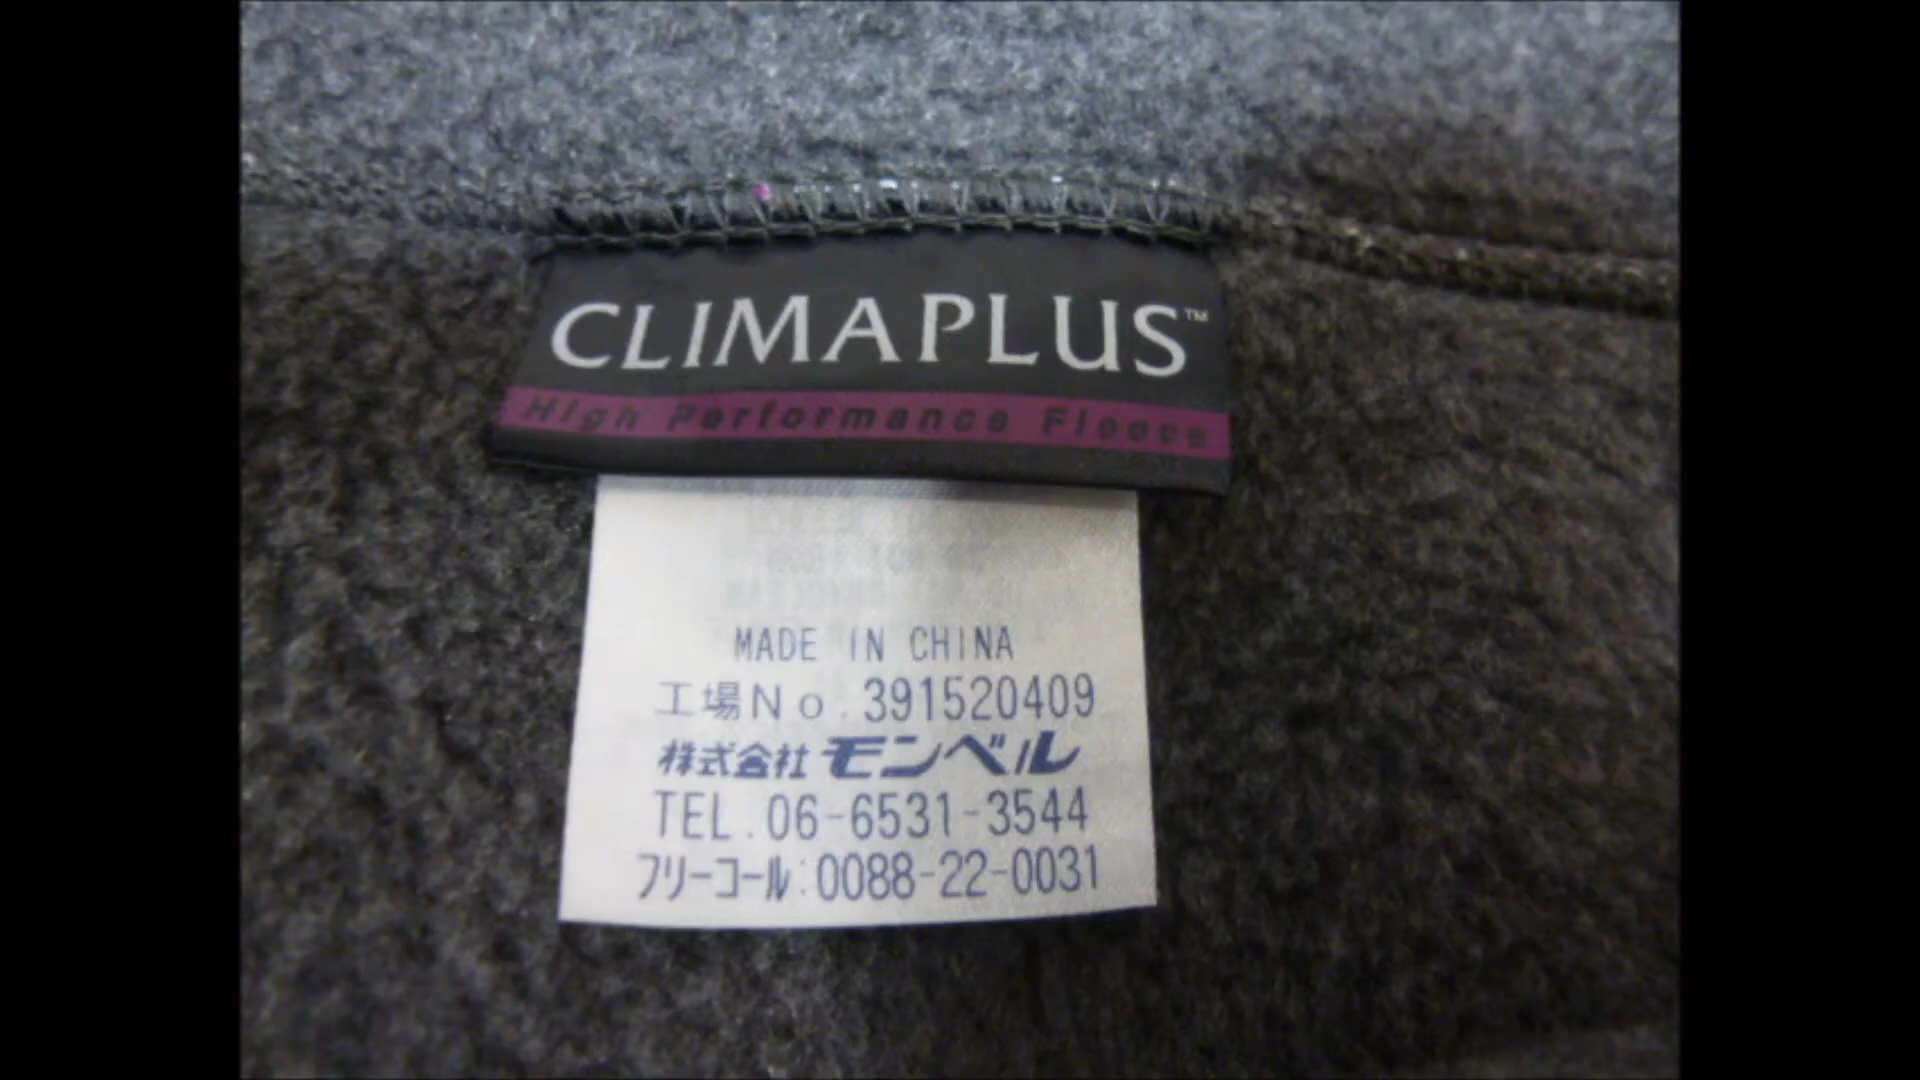 CLIMAPLUS™
High Performance Fleece
MADE IN CHINA
工場No.391520409
株式会社モンベル
TEL.06-6531-3544
フリーコール:0088-22-0031